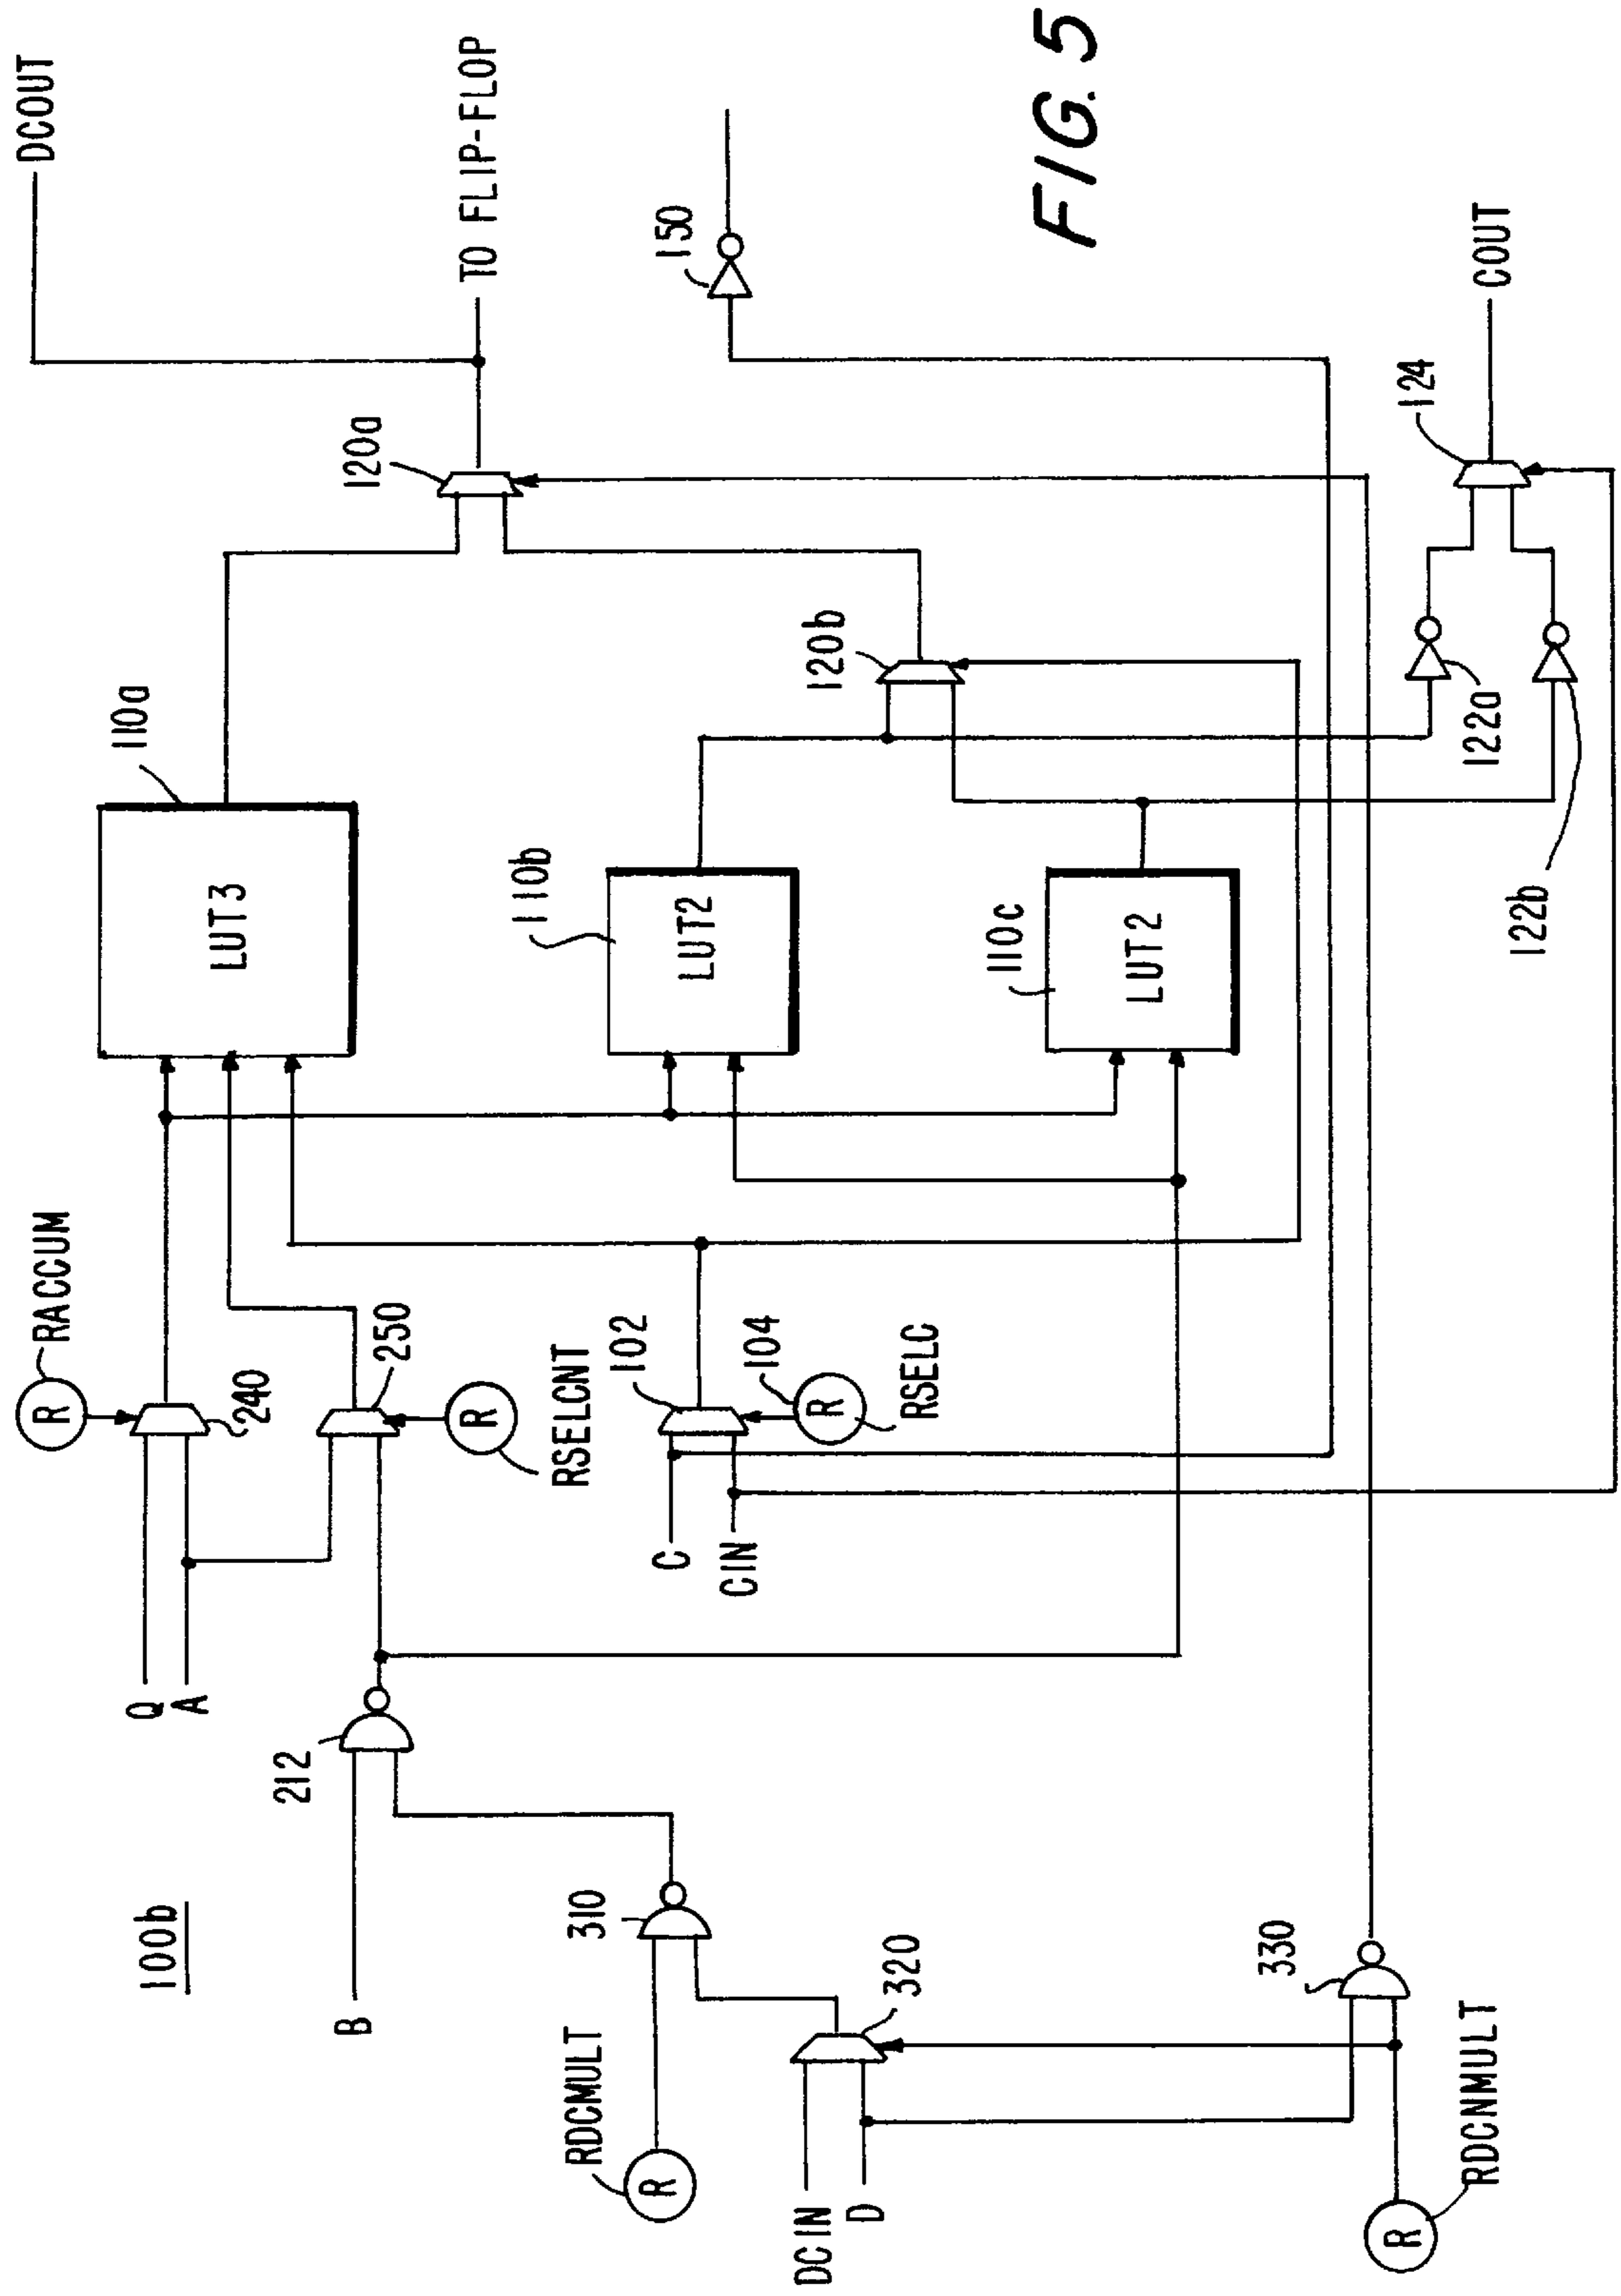 100b
B
Q
A
212
R
RACCUM
240
250
R
RSELCNT
RDCMULT
R
310
DCIN
D
320
330
R
RDCNMULT
C
CIN
102
104
R
RSELC
110a
LUT3
110b
LUT2
110c
LUT2
120a
120b
122a
122b
124
150
DCOUT
TO FLIP-FLOP
COUT
FIG. 5